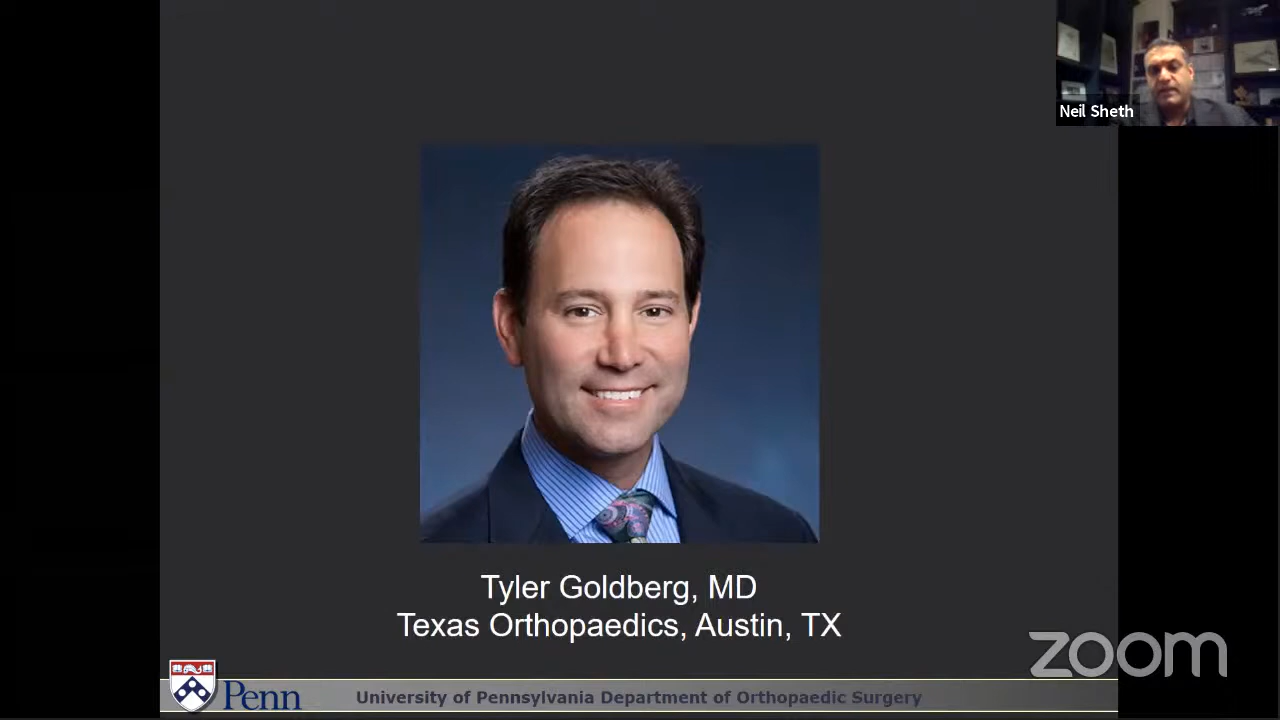 Neil Sheth
Tyler Goldberg, MD
Texas Orthopaedics, Austin, TX
zoom
Penn
University of Pennsylvania Department of Orthopaedic Surgery